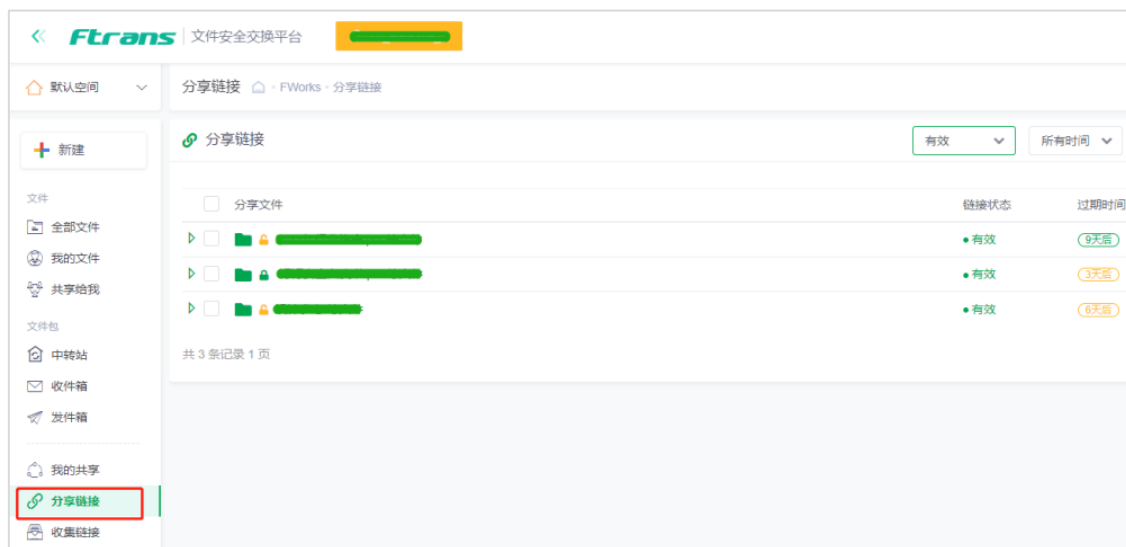 Ftrans 文件安全交换平台
默认空间
分享链接 - FWorks - 分享链接
新建
分享链接
有效
所有时间
文件
全部文件
我的文件
共享给我
文件包
中转站
收件箱
发件箱
我的共享
分享链接
收集链接
分享文件 链接状态 过期时间
有效 9天后
有效 3天后
有效 6天后
共 3 条记录 1 页